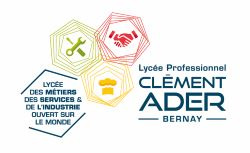 Lycée Professionnel
CLÉMENT
ADER
BERNAY
LYCÉE
DES MÉTIERS
DES SERVICES &
DE L'INDUSTRIE
OUVERT SUR
LE MONDE